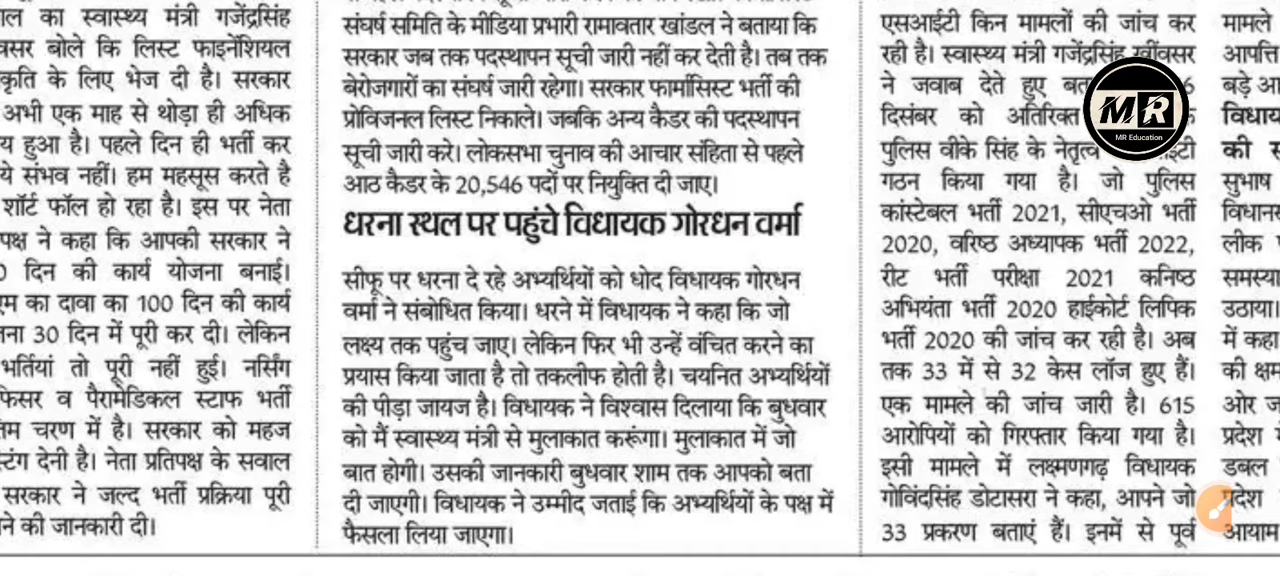 ाल का स्वास्थ्य मंत्री गजेंद्रसिंह
वसर बोले कि लिस्ट फाइनेंशियल
कृति के लिए भेज दी है। सरकार
अभी एक माह से थोड़ा ही अधिक
य हुआ है। पहले दिन ही भर्ती कर
ये संभव नहीं। हम महसूस करते है
शॉर्ट फॉल हो रहा है। इस पर नेता
पक्ष ने कहा कि आपकी सरकार ने
0 दिन की कार्य योजना बनाई।
एम का दावा का 100 दिन की कार्य
जना 30 दिन में पूरी कर दी। लेकिन
भर्तियां तो पूरी नहीं हुई। नर्सिंग
फिसर व पैरामेडिकल स्टाफ भर्ती
तिम चरण में है। सरकार को महज
स्टिंग देनी है। नेता प्रतिपक्ष के सवाल
सरकार ने जल्द भर्ती प्रक्रिया पूरी
ने की जानकारी दी।
संघर्ष समिति के मीडिया प्रभारी रामावतार खांडल ने बताया कि
सरकार जब तक पदस्थापन सूची जारी नहीं कर देती है। तब तक
बेरोजगारों का संघर्ष जारी रहेगा। सरकार फार्मासिस्ट भर्ती की
प्रोविजनल लिस्ट निकाले। जबकि अन्य कैडर की पदस्थापन
सूची जारी करे। लोकसभा चुनाव की आचार संहिता से पहले
आठ कैडर के 20,546 पदों पर नियुक्ति दी जाए।
धरना स्थल पर पहुंचे विधायक गोरधन वर्मा
सीफू पर धरना दे रहे अभ्यर्थियों को धोद विधायक गोरधन
वर्मा ने संबोधित किया। धरने में विधायक ने कहा कि जो
लक्ष्य तक पहुंच जाए। लेकिन फिर भी उन्हें वंचित करने का
प्रयास किया जाता है तो तकलीफ होती है। चयनित अभ्यर्थियों
की पीड़ा जायज है। विधायक ने विश्वास दिलाया कि बुधवार
को मैं स्वास्थ्य मंत्री से मुलाकात करूंगा। मुलाकात में जो
बात होगी। उसकी जानकारी बुधवार शाम तक आपको बता
दी जाएगी। विधायक ने उम्मीद जताई कि अभ्यर्थियों के पक्ष में
फैसला लिया जाएगा।
एसआईटी किन मामलों की जांच कर
रही है। स्वास्थ्य मंत्री गजेंद्रसिंह खींवसर
ने जवाब देते हुए 6
दिसंबर को अतिरिक्त
पुलिस वीके सिंह के नेतृत्व
गठन किया गया है। जो पुलिस
कांस्टेबल भर्ती 2021, सीएचओ भर्ती
2020, वरिष्ठ अध्यापक भर्ती 2022,
रीट भर्ती परीक्षा 2021 कनिष्ठ
अभियंता भर्ती 2020 हाईकोर्ट लिपिक
भर्ती 2020 की जांच कर रही है। अब
तक 33 में से 32 केस लॉज हुए हैं।
एक मामले की जांच जारी है। 615
आरोपियों को गिरफ्तार किया गया है।
इसी मामले में लक्ष्मणगढ़ विधायक
गोविंदसिंह डोटासरा ने कहा, आपने जो
33 प्रकरण बताएं हैं। इनमें से पूर्व
MR
MR Education
मामले
आपत्ति
बड़े आ
विधाय
की स
सुभाष
विधानस
लीक
समस्या
उठाया।
में कहा
की क्षम
ओर ज
प्रदेश
डबल
प्रदेश
आयाम